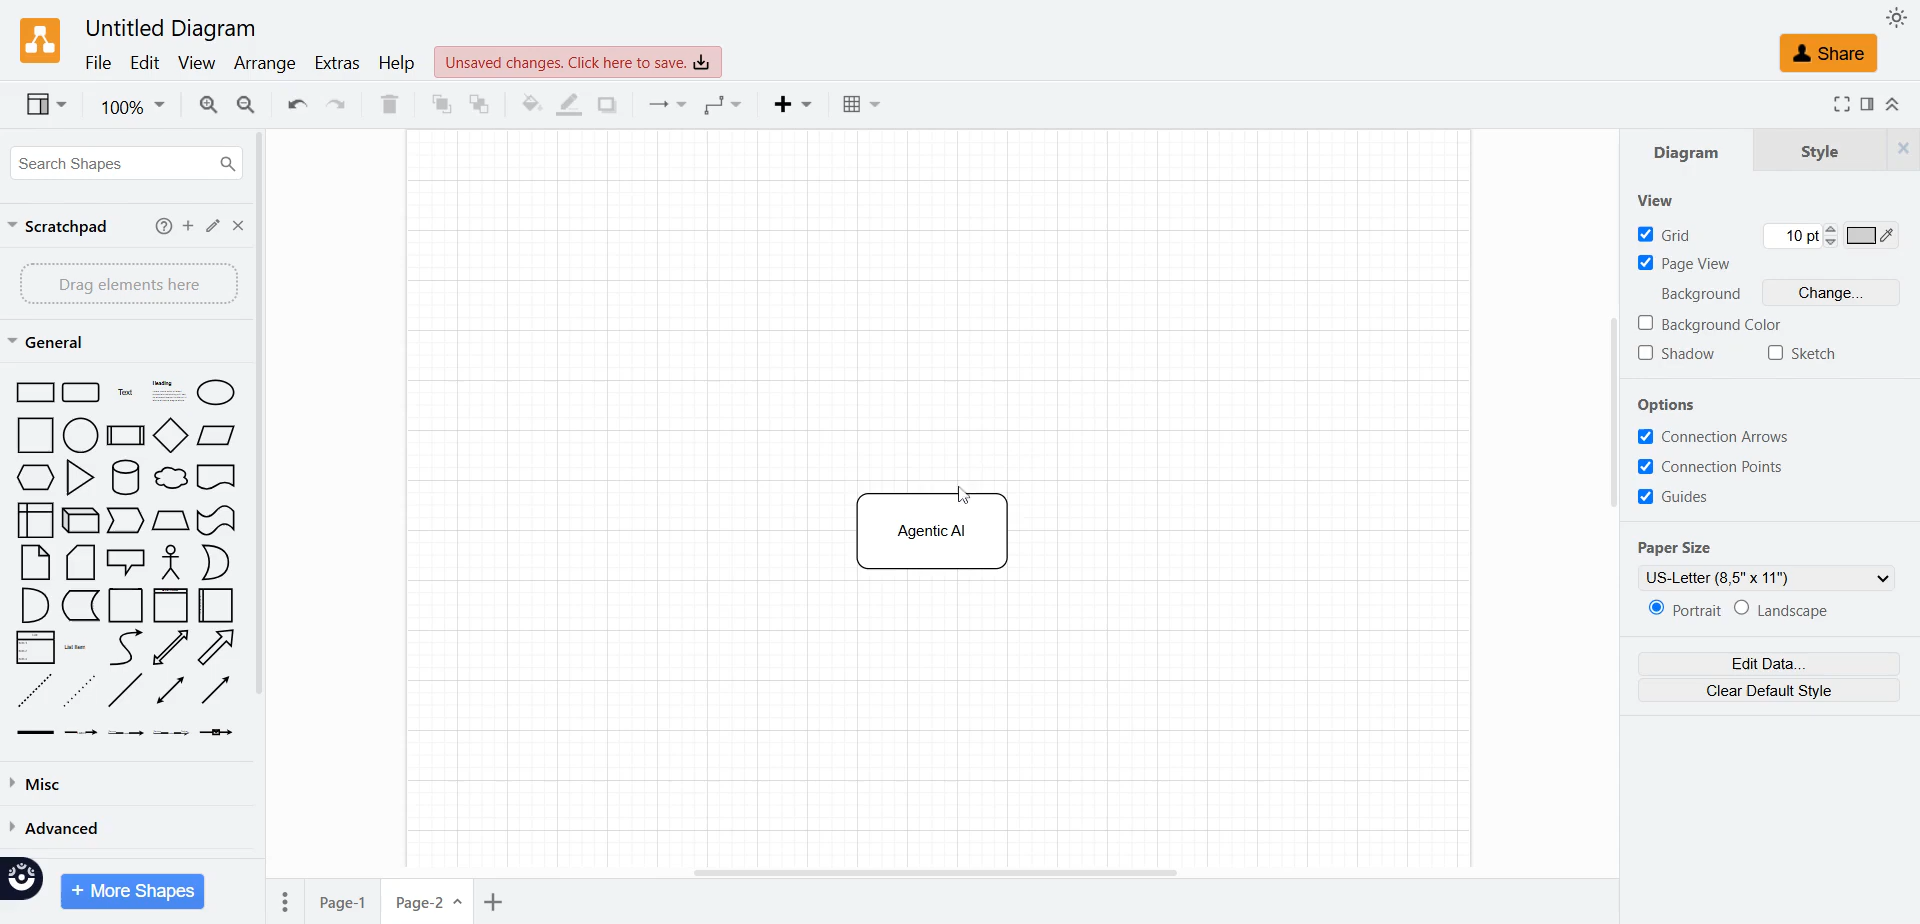 Untitled Diagram
File Edit View Arrange Extras Help Unsaved changes. Click here to save.
Share
100%
Search Shapes
Scratchpad
Drag elements here
General
Text
Heading
List Item
Misc
Advanced
+ More Shapes
Agentic AI
Page-1 Page-2
Diagram Style
View
Grid 10 pt
Page View
Background Change...
Background Color
Shadow Sketch
Options
Connection Arrows
Connection Points
Guides
Paper Size
US-Letter (8,5" x 11")
Portrait Landscape
Edit Data...
Clear Default Style